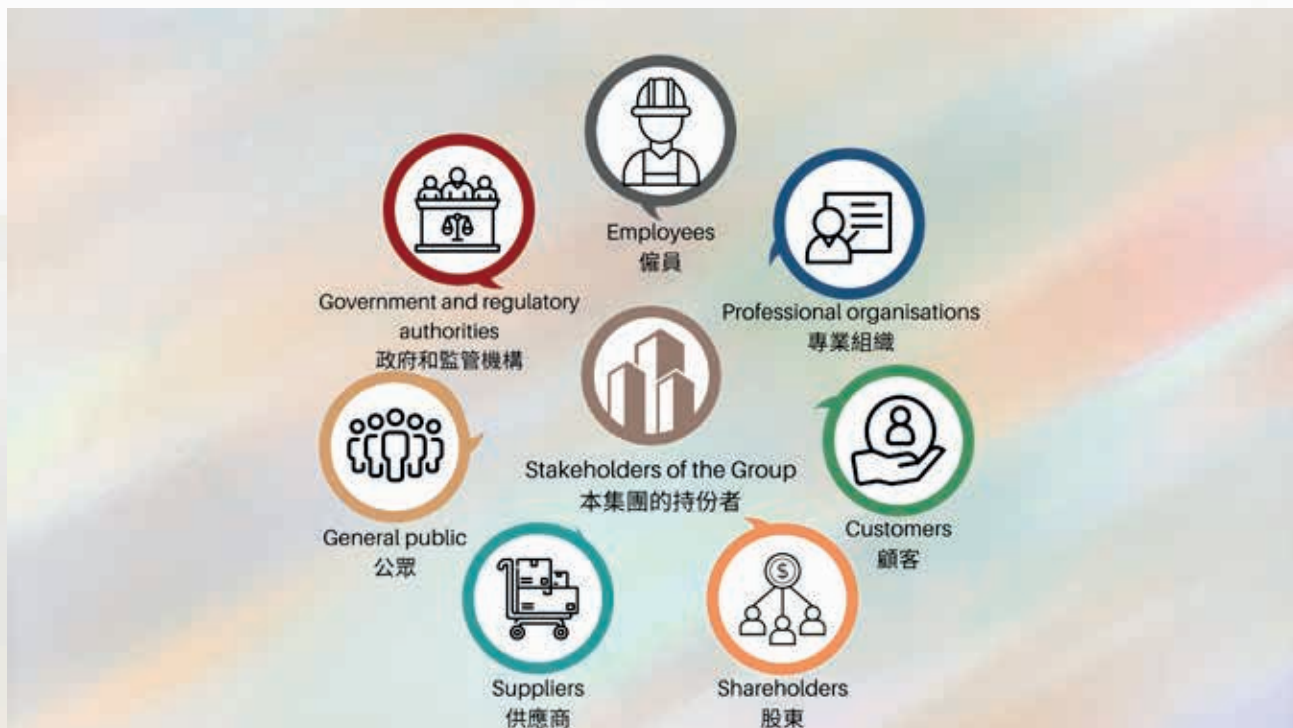 Employees
僱員
Government and regulatory
authorities
政府和監管機構
Professional organisations
專業組織
Stakeholders of the Group
本集團的持份者
General public
公眾
Customers
顧客
Suppliers
供應商
Shareholders
股東
$